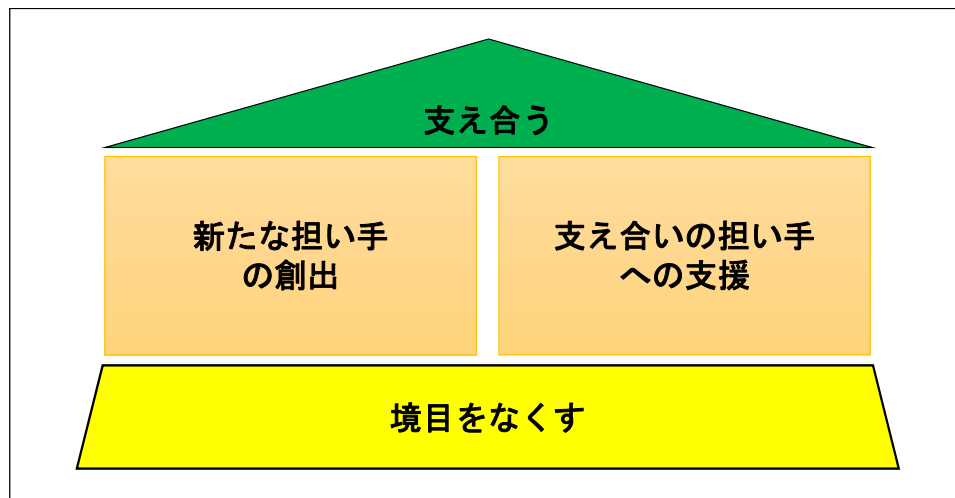 支え合う
新たな担い手
の創出
支え合いの担い手
への支援
境目をなくす